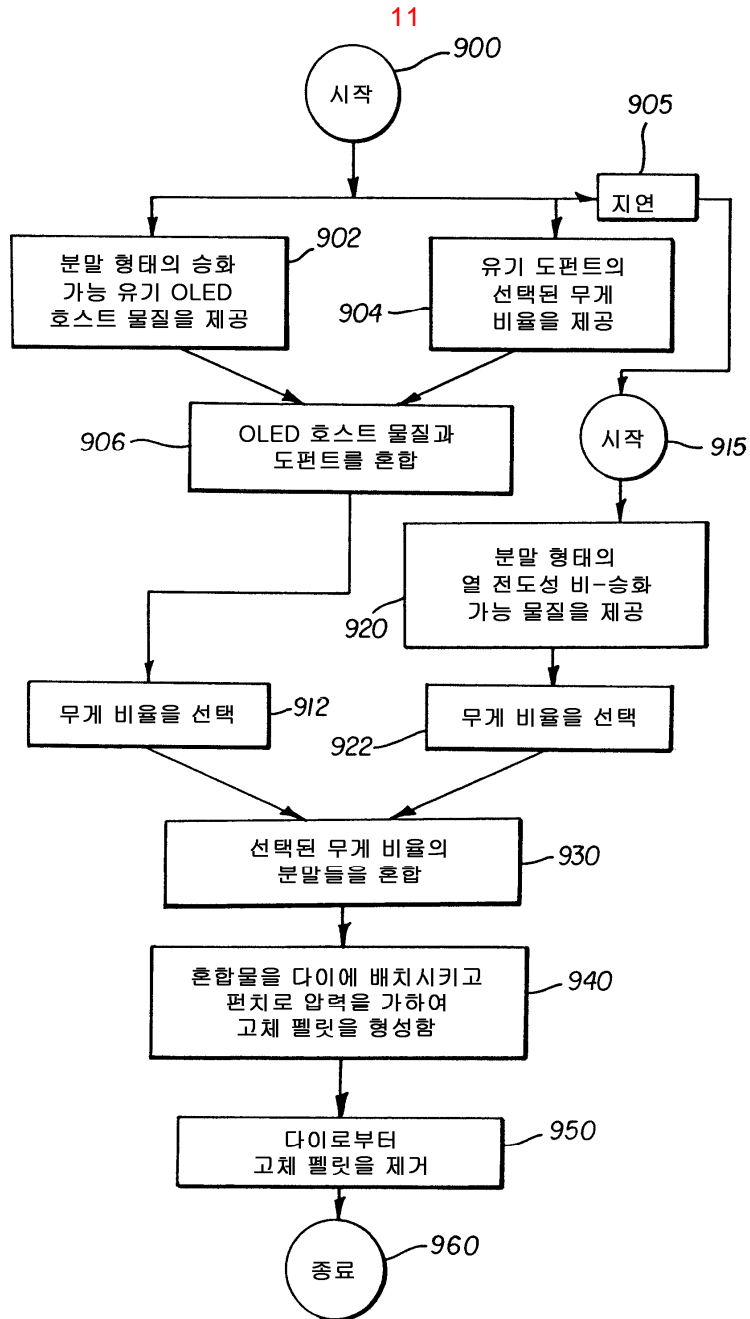 11
900
시작
905
지연
902
분말 형태의 승화
가능 유기 OLED
호스트 물질을 제공
904
유기 도펀트의
선택된 무게
비율을 제공
906
OLED 호스트 물질과
도펀트를 혼합
시작
915
920
분말 형태의
열 전도성 비-승화
가능 물질을 제공
무게 비율을 선택
912
922
무게 비율을 선택
선택된 무게 비율의
분말들을 혼합
930
혼합물을 다이에 배치시키고
펀치로 압력을 가하여
고체 펠릿을 형성함
940
다이로부터
고체 펠릿을 제거
950
종료
960